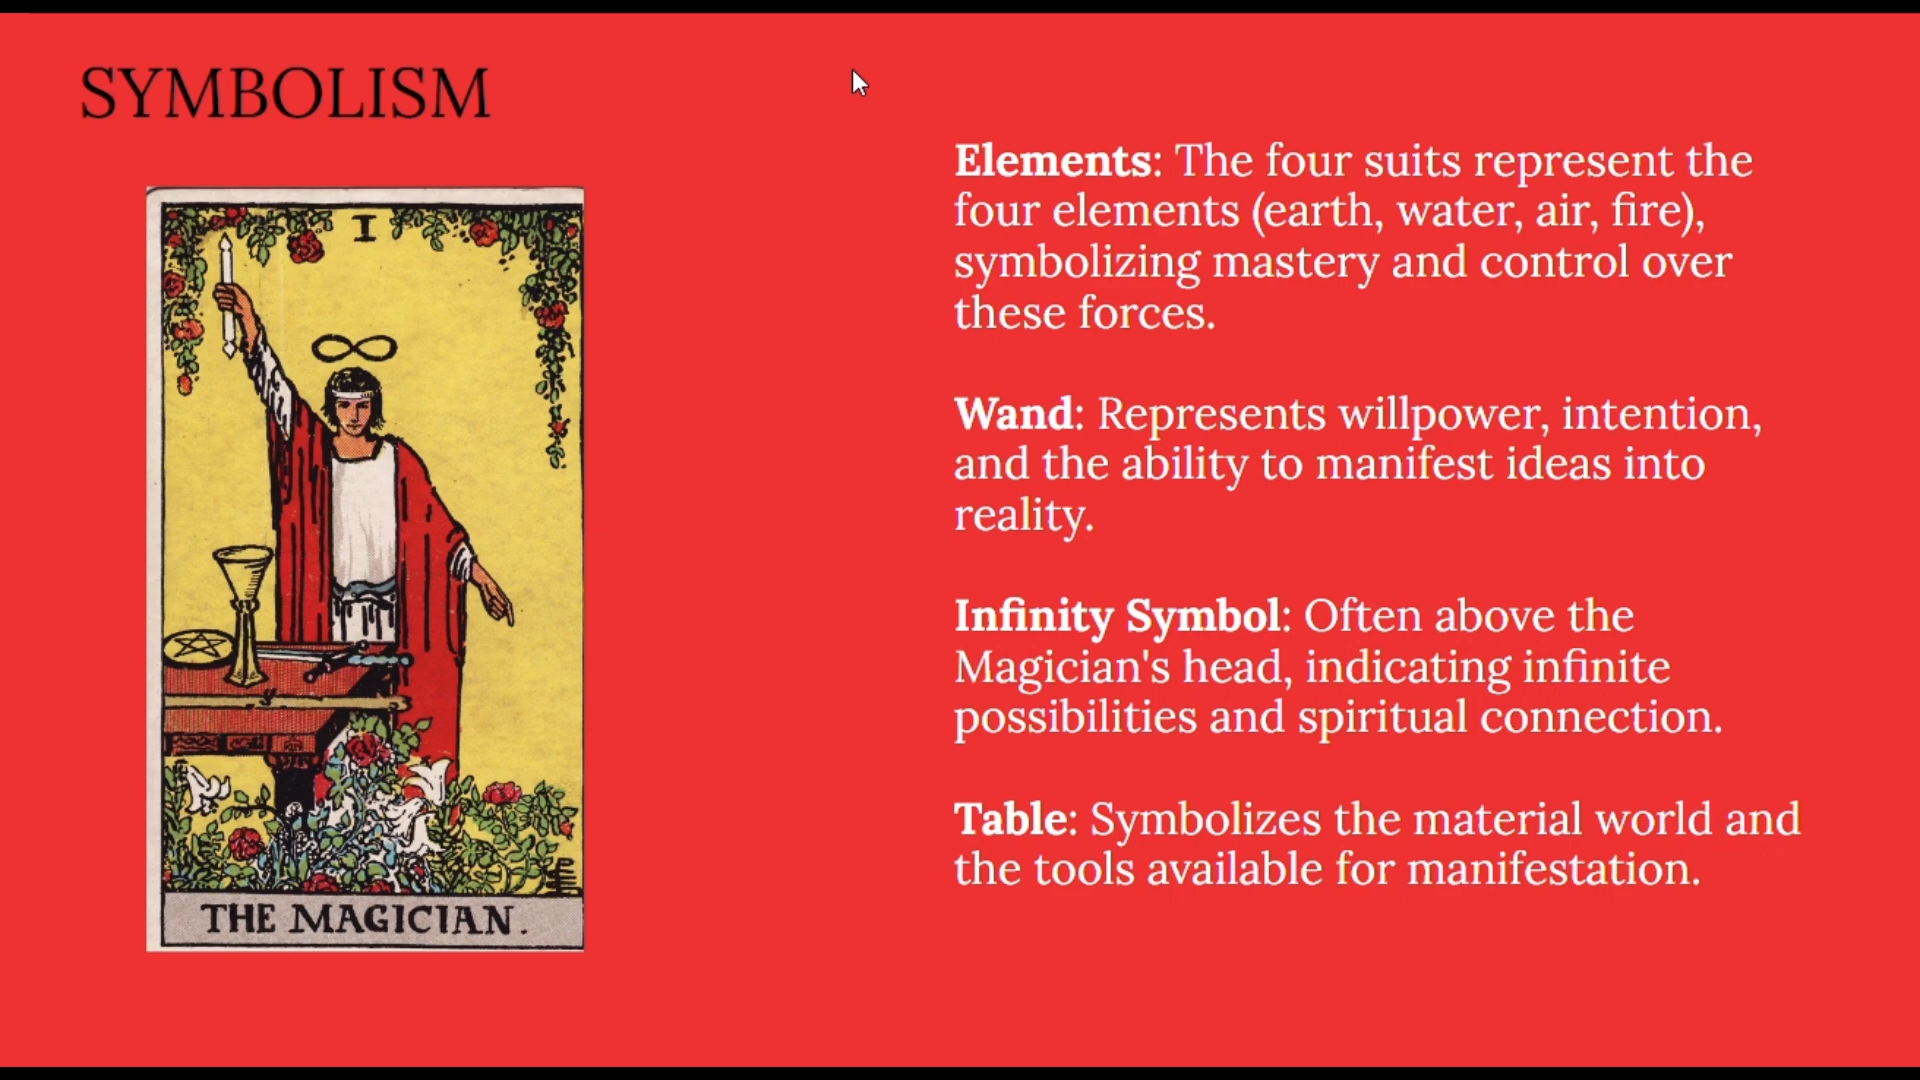 SYMBOLISM
I
THE MAGICIAN.
Elements: The four suits represent the
four elements (earth, water, air, fire),
symbolizing mastery and control over
these forces.
Wand: Represents willpower, intention,
and the ability to manifest ideas into
reality.
Infinity Symbol: Often above the
Magician's head, indicating infinite
possibilities and spiritual connection.
Table: Symbolizes the material world and
the tools available for manifestation.